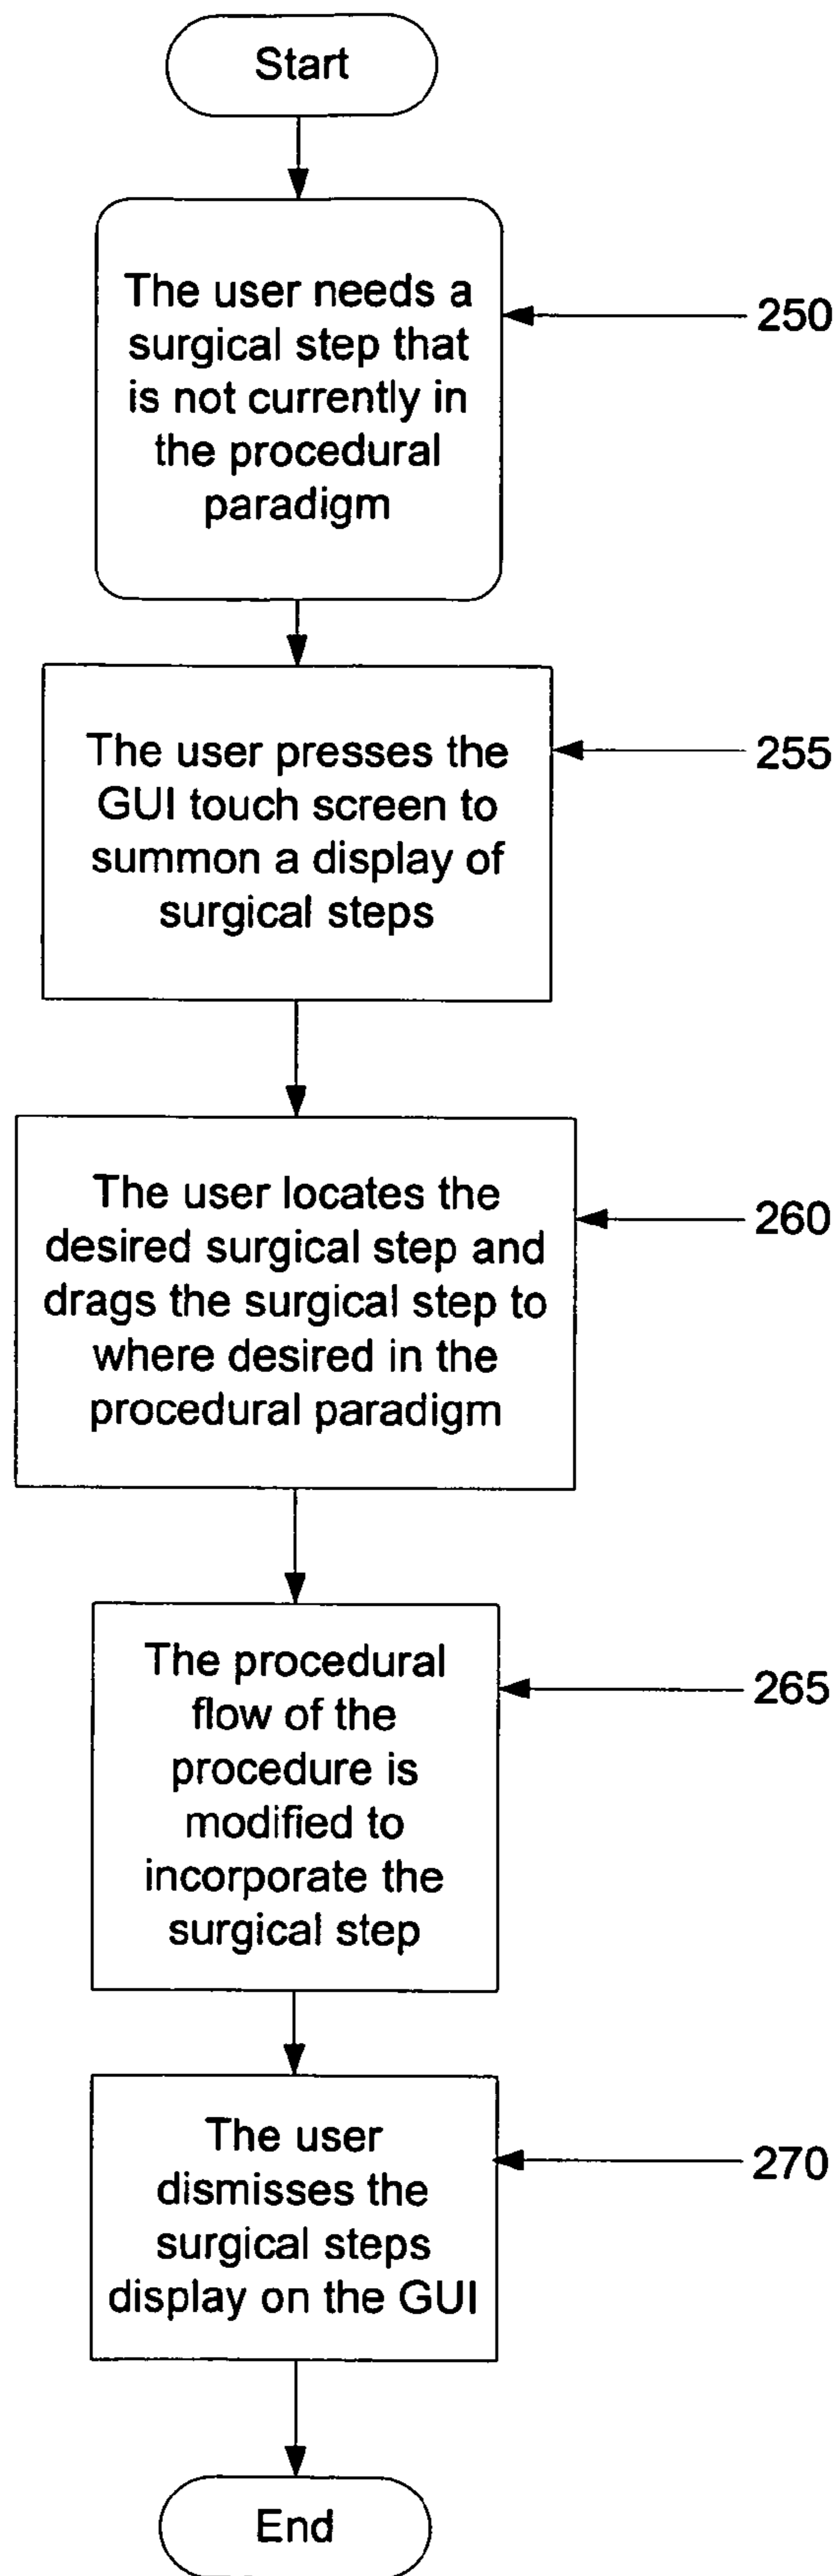 Start
The user needs a
surgical step that
is not currently in
the procedural
paradigm
250
The user presses the
GUI touch screen to
summon a display of
surgical steps
255
The user locates the
desired surgical step and
drags the surgical step to
where desired in the
procedural paradigm
260
The procedural
flow of the
procedure is
modified to
incorporate the
surgical step
265
The user
dismisses the
surgical steps
display on the GUI
270
End